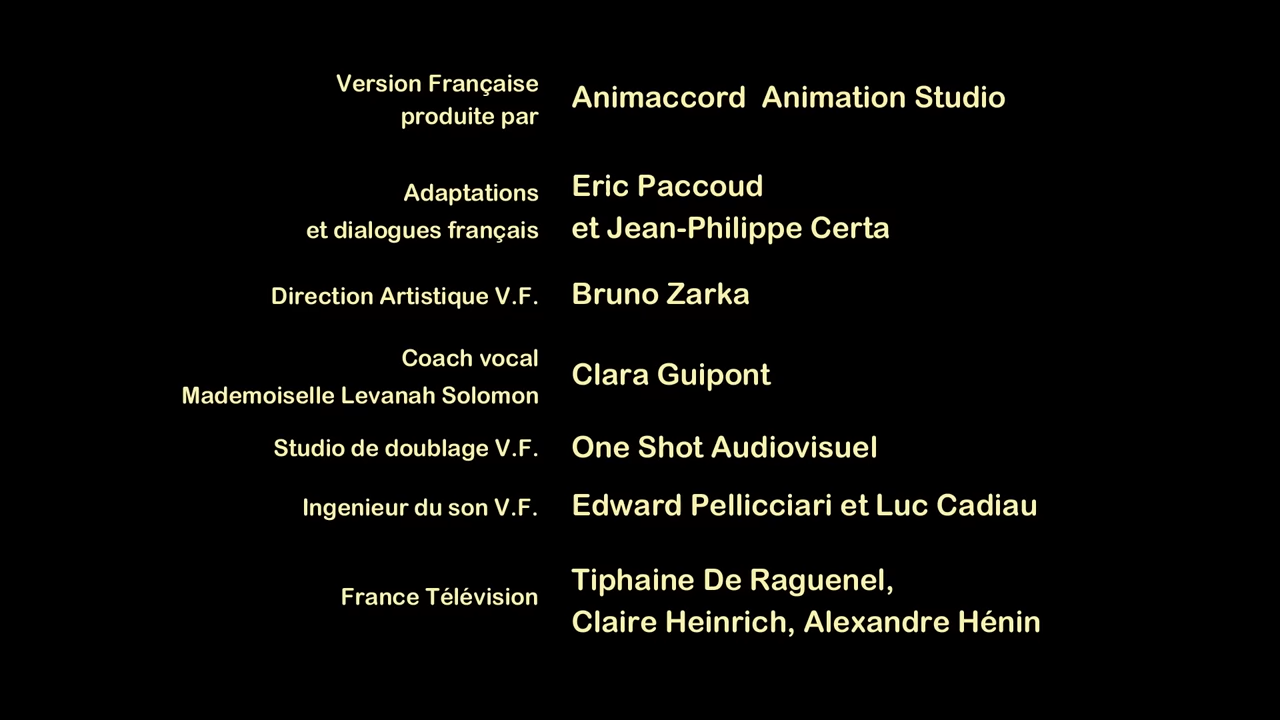 Version Française
produite par
Animaccord  Animation Studio
Adaptations
et dialogues français
Eric Paccoud
et Jean-Philippe Certa
Direction Artistique V.F.
Bruno Zarka
Coach vocal
Mademoiselle Levanah Solomon
Clara Guipont
Studio de doublage V.F.
One Shot Audiovisuel
Ingenieur du son V.F.
Edward Pellicciari et Luc Cadiau
France Télévision
Tiphaine De Raguenel,
Claire Heinrich, Alexandre Hénin